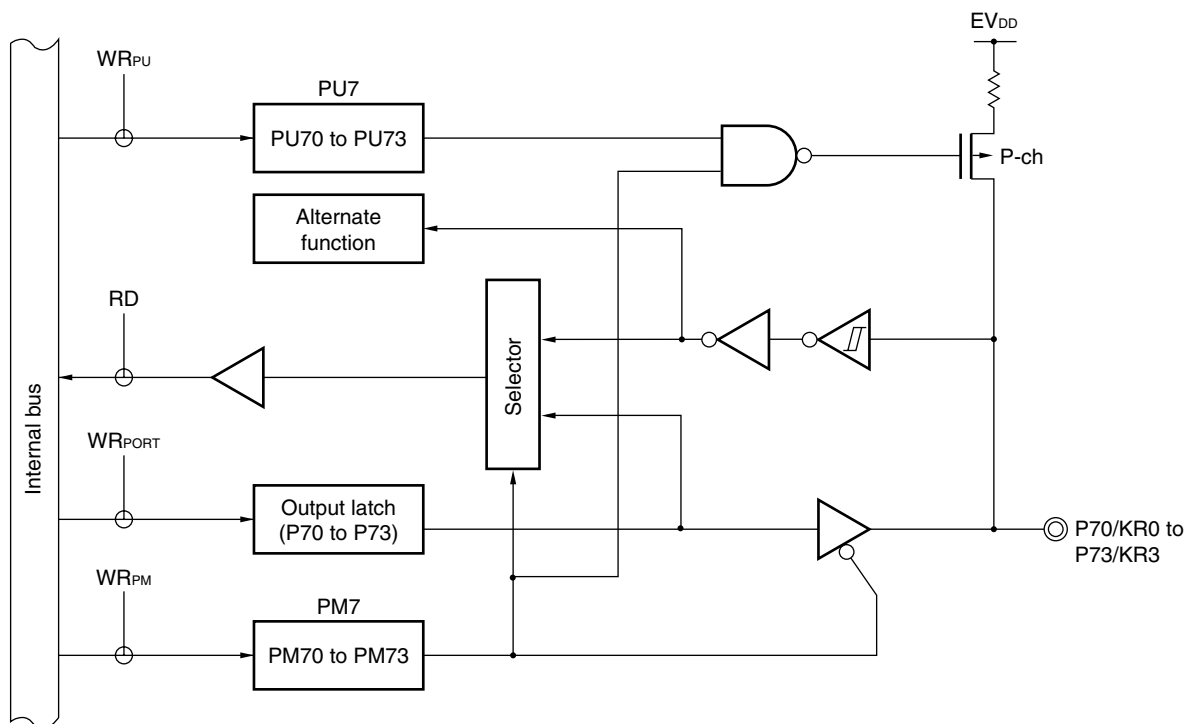 EVDD
WRPU
PU7
PU70 to PU73
P-ch
Alternate
function
RD
Selector
Internal bus
WRPORT
Output latch
(P70 to P73)
P70/KR0 to
P73/KR3
WRPM
PM7
PM70 to PM73